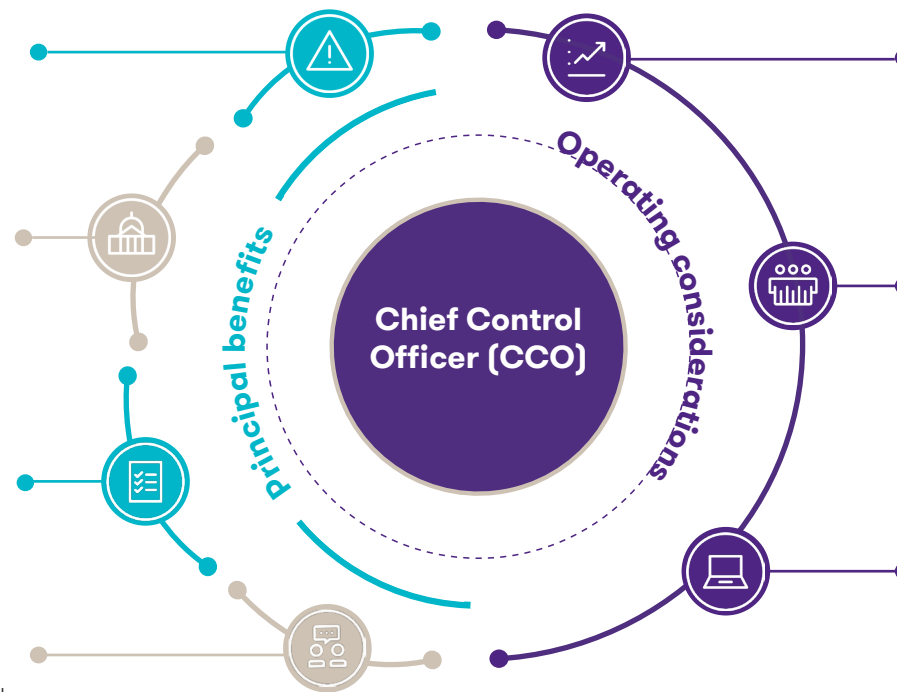 Principal benefits
Operating considerations
Chief Control
Officer (CCO)